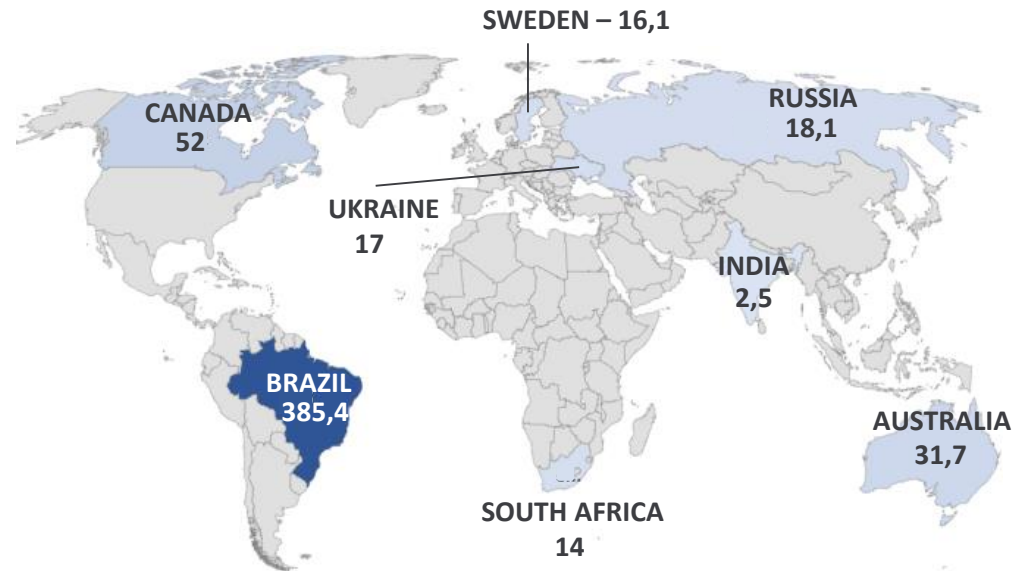 SWEDEN – 16,1
CANADA
52
RUSSIA
18,1
UKRAINE
17
INDIA
2,5
BRAZIL
385,4
AUSTRALIA
31,7
SOUTH AFRICA
14